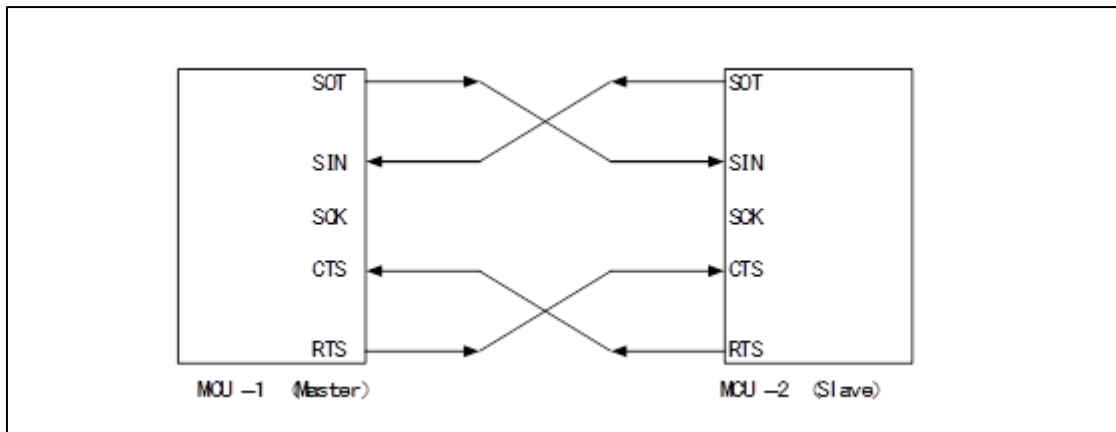 SOT SOT
SIN SIN
SCK SCK
CTS CTS
RTS RTS
MCU -1 (Master) MCU -2 (Slave)